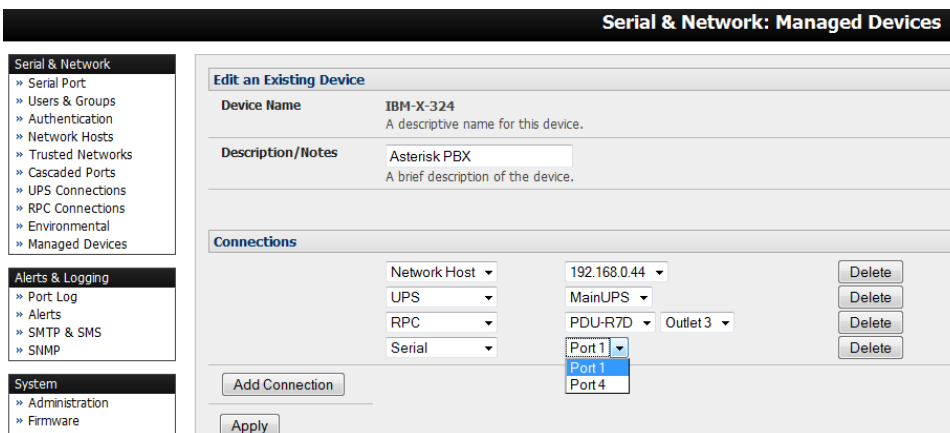 Serial & Network: Managed Devices
Serial & Network
» Serial Port
» Users & Groups
» Authentication
» Network Hosts
» Trusted Networks
» Cascaded Ports
» UPS Connections
» RPC Connections
» Environmental
» Managed Devices
Alerts & Logging
» Port Log
» Alerts
» SMTP & SMS
» SNMP
System
» Administration
» Firmware
Edit an Existing Device
Device Name IBM-X-324
A descriptive name for this device.
Description/Notes Asterisk PBX
A brief description of the device.
Connections
Network Host 192.168.0.44 Delete
UPS MainUPS Delete
RPC PDU-R7D Outlet 3 Delete
Serial Port 1 Delete
Port 1
Port 4
Add Connection
Apply